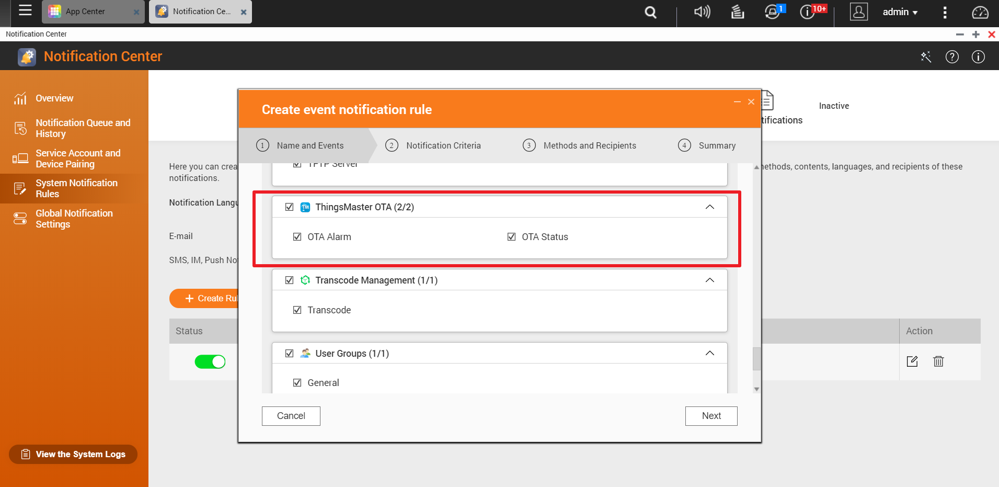 App Center
Notification Ce...
1
10+
admin
Notification Center
Notification Center
Overview
Notification Queue and
History
Service Account and
Device Pairing
System Notification
Rules
Global Notification
Settings
View the System Logs
tifications
Inactive
Here you can crea
ethods, contents, languages, and recipients of these
notifications.
Notification Langu
E-mail
SMS, IM, Push No
Create Rul
Status
Action
Create event notification rule
1 Name and Events
2 Notification Criteria
3 Methods and Recipients
4 Summary
TFTP Server
TM ThingsMaster OTA (2/2)
OTA Alarm
OTA Status
Transcode Management (1/1)
Transcode
User Groups (1/1)
General
Cancel
Next